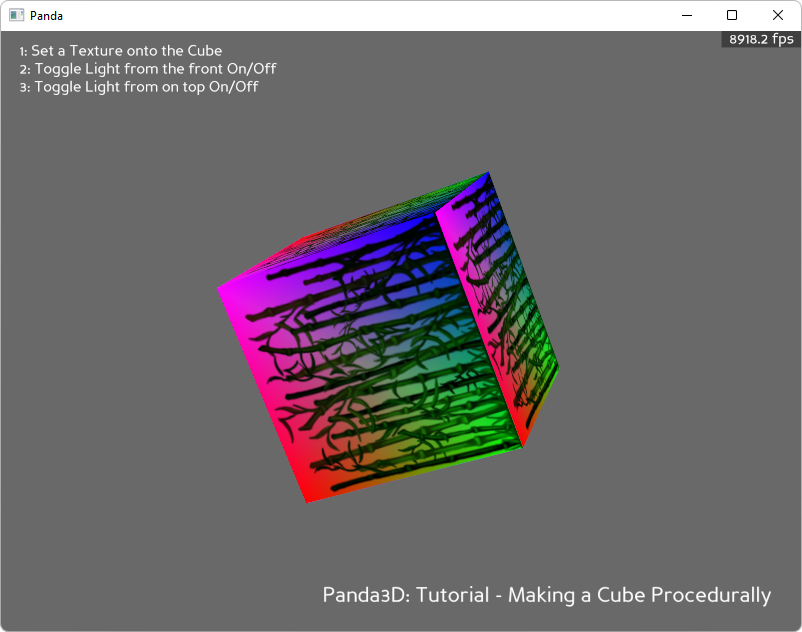 Panda
8918.2 fps
1: Set a Texture onto the Cube
2: Toggle Light from the front On/Off
3: Toggle Light from on top On/Off
Panda3D: Tutorial - Making a Cube Procedurally